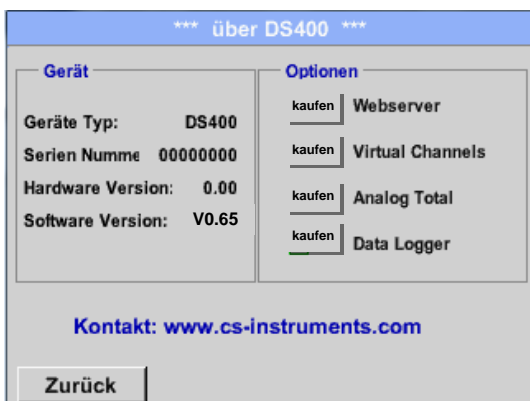 *** über DS400 ***
Gerät
Geräte Typ: DS400
Serien Numme 00000000
Hardware Version: 0.00
Software Version: V0.65
Optionen
kaufen Webserver
kaufen Virtual Channels
kaufen Analog Total
kaufen Data Logger
Kontakt: www.cs-instruments.com
Zurück